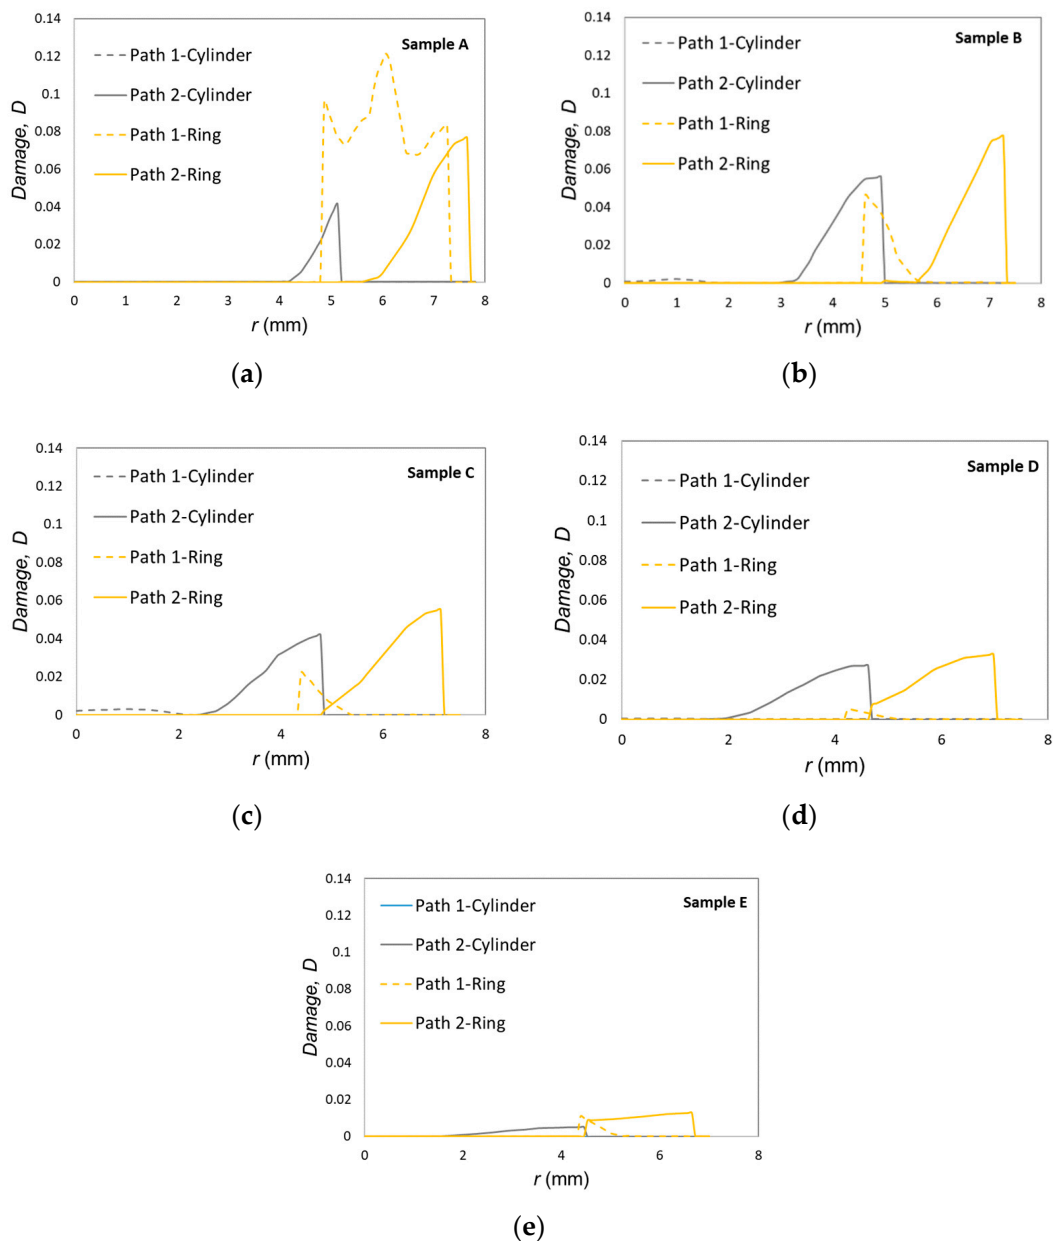 Sample A
Path 1-Cylinder
Path 2-Cylinder
Path 1-Ring
Path 2-Ring
Damage, D
0.14
0.12
0.1
0.08
0.06
0.04
0.02
0
0 1 2 3 4 5 6 7 8
r (mm)
(a)
Sample B
Path 1-Cylinder
Path 2-Cylinder
Path 1-Ring
Path 2-Ring
Damage, D
0.14
0.12
0.1
0.08
0.06
0.04
0.02
0
0 1 2 3 4 5 6 7 8
r (mm)
(b)
Sample C
Path 1-Cylinder
Path 2-Cylinder
Path 1-Ring
Path 2-Ring
Damage, D
0.14
0.12
0.1
0.08
0.06
0.04
0.02
0
0 2 4 6 8
r (mm)
(c)
Sample D
Path 1-Cylinder
Path 2-Cylinder
Path 1-Ring
Path 2-Ring
Damage, D
0.14
0.12
0.1
0.08
0.06
0.04
0.02
0
0 2 4 6 8
r (mm)
(d)
Sample E
Path 1-Cylinder
Path 2-Cylinder
Path 1-Ring
Path 2-Ring
Damage, D
0.14
0.12
0.1
0.08
0.06
0.04
0.02
0
0 2 4 6 8
r (mm)
(e)